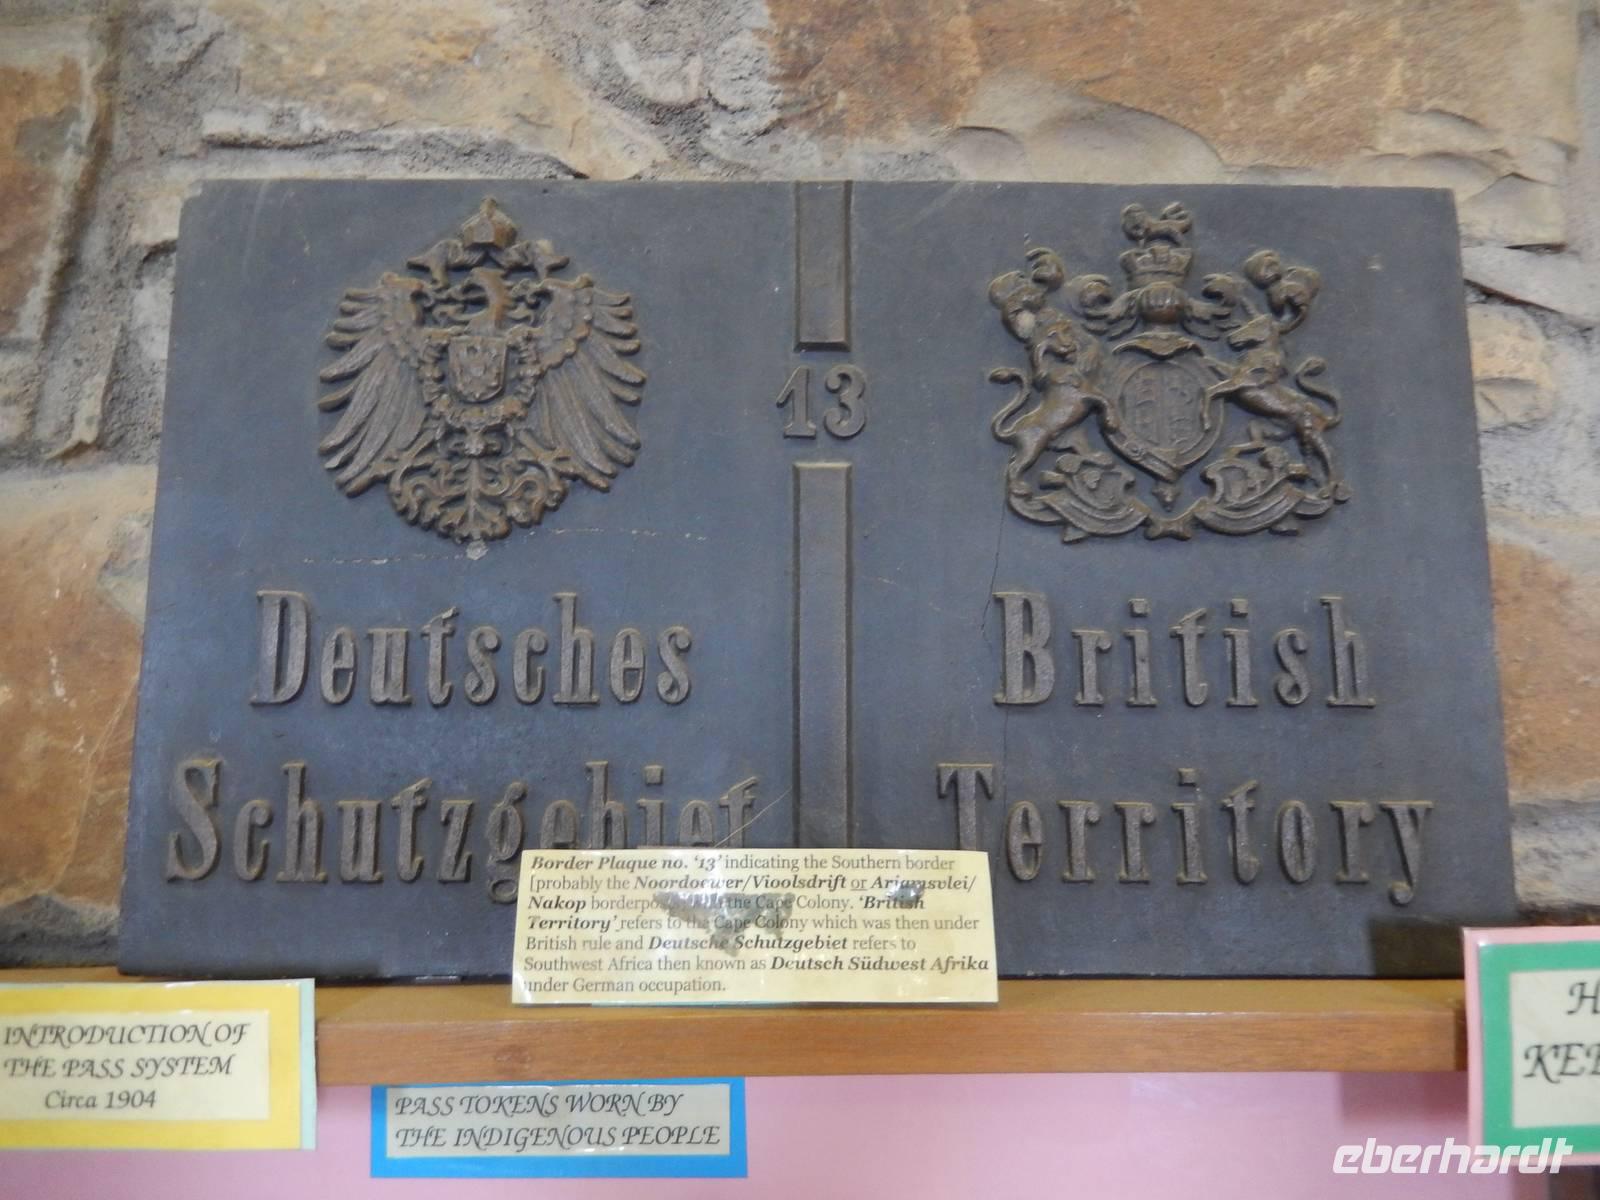 13
Deutsches
Schutzgebiet
British
Territory
Border Plaque no. '13' indicating the Southern border
[probably the Noordoewer/Vioolsdrift or Ariamsvlei/
Nakop the Cape Colony. 'British
Territory' refers to the Cape Colony which was then under
British rule and Deutsche Schutzgebiet refers to
Southwest Africa then known as Deutsch Südwest Afrika
under German occupation.
INTRODUCTION OF
THE PASS SYSTEM
Circa 1904
PASS TOKENS WORN BY
THE INDIGENOUS PEOPLE
H
KEE
eberhardt